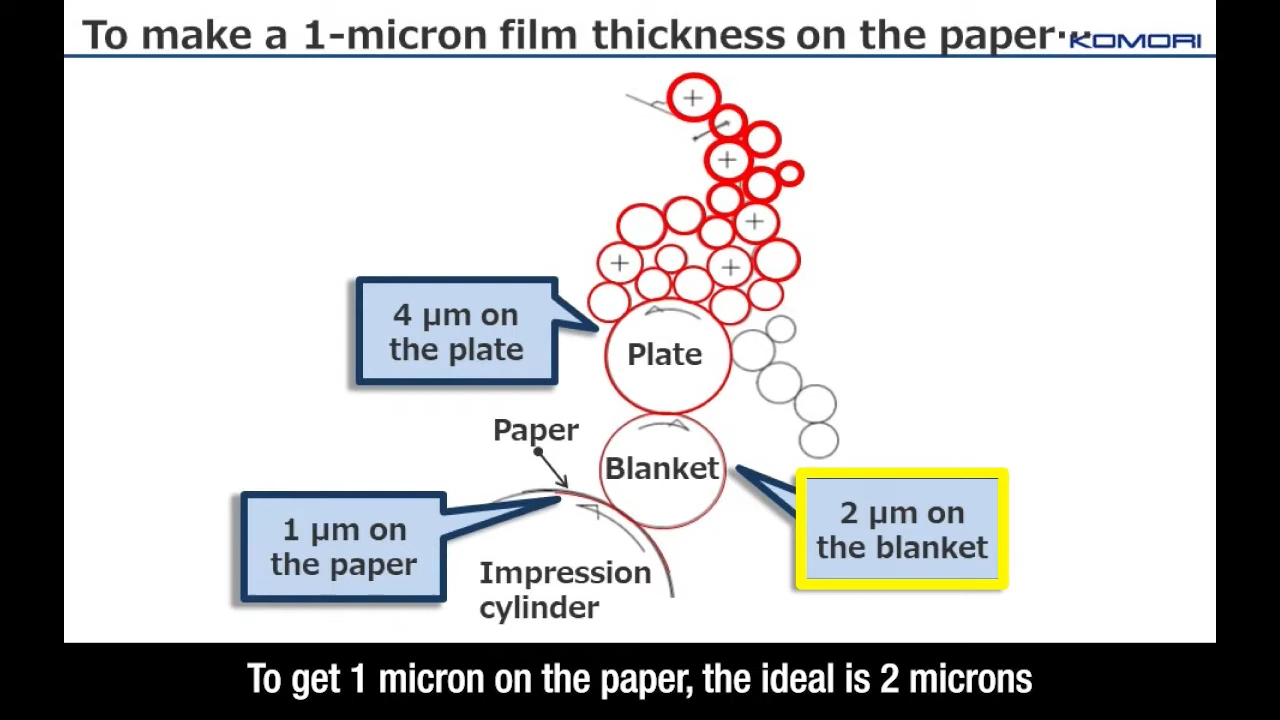 To make a 1-micron film thickness on the paper…
KOMORI
4 µm on
the plate
Plate
Paper
Blanket
2 µm on
the blanket
1 µm on
the paper
Impression
cylinder
To get 1 micron on the paper, the ideal is 2 microns